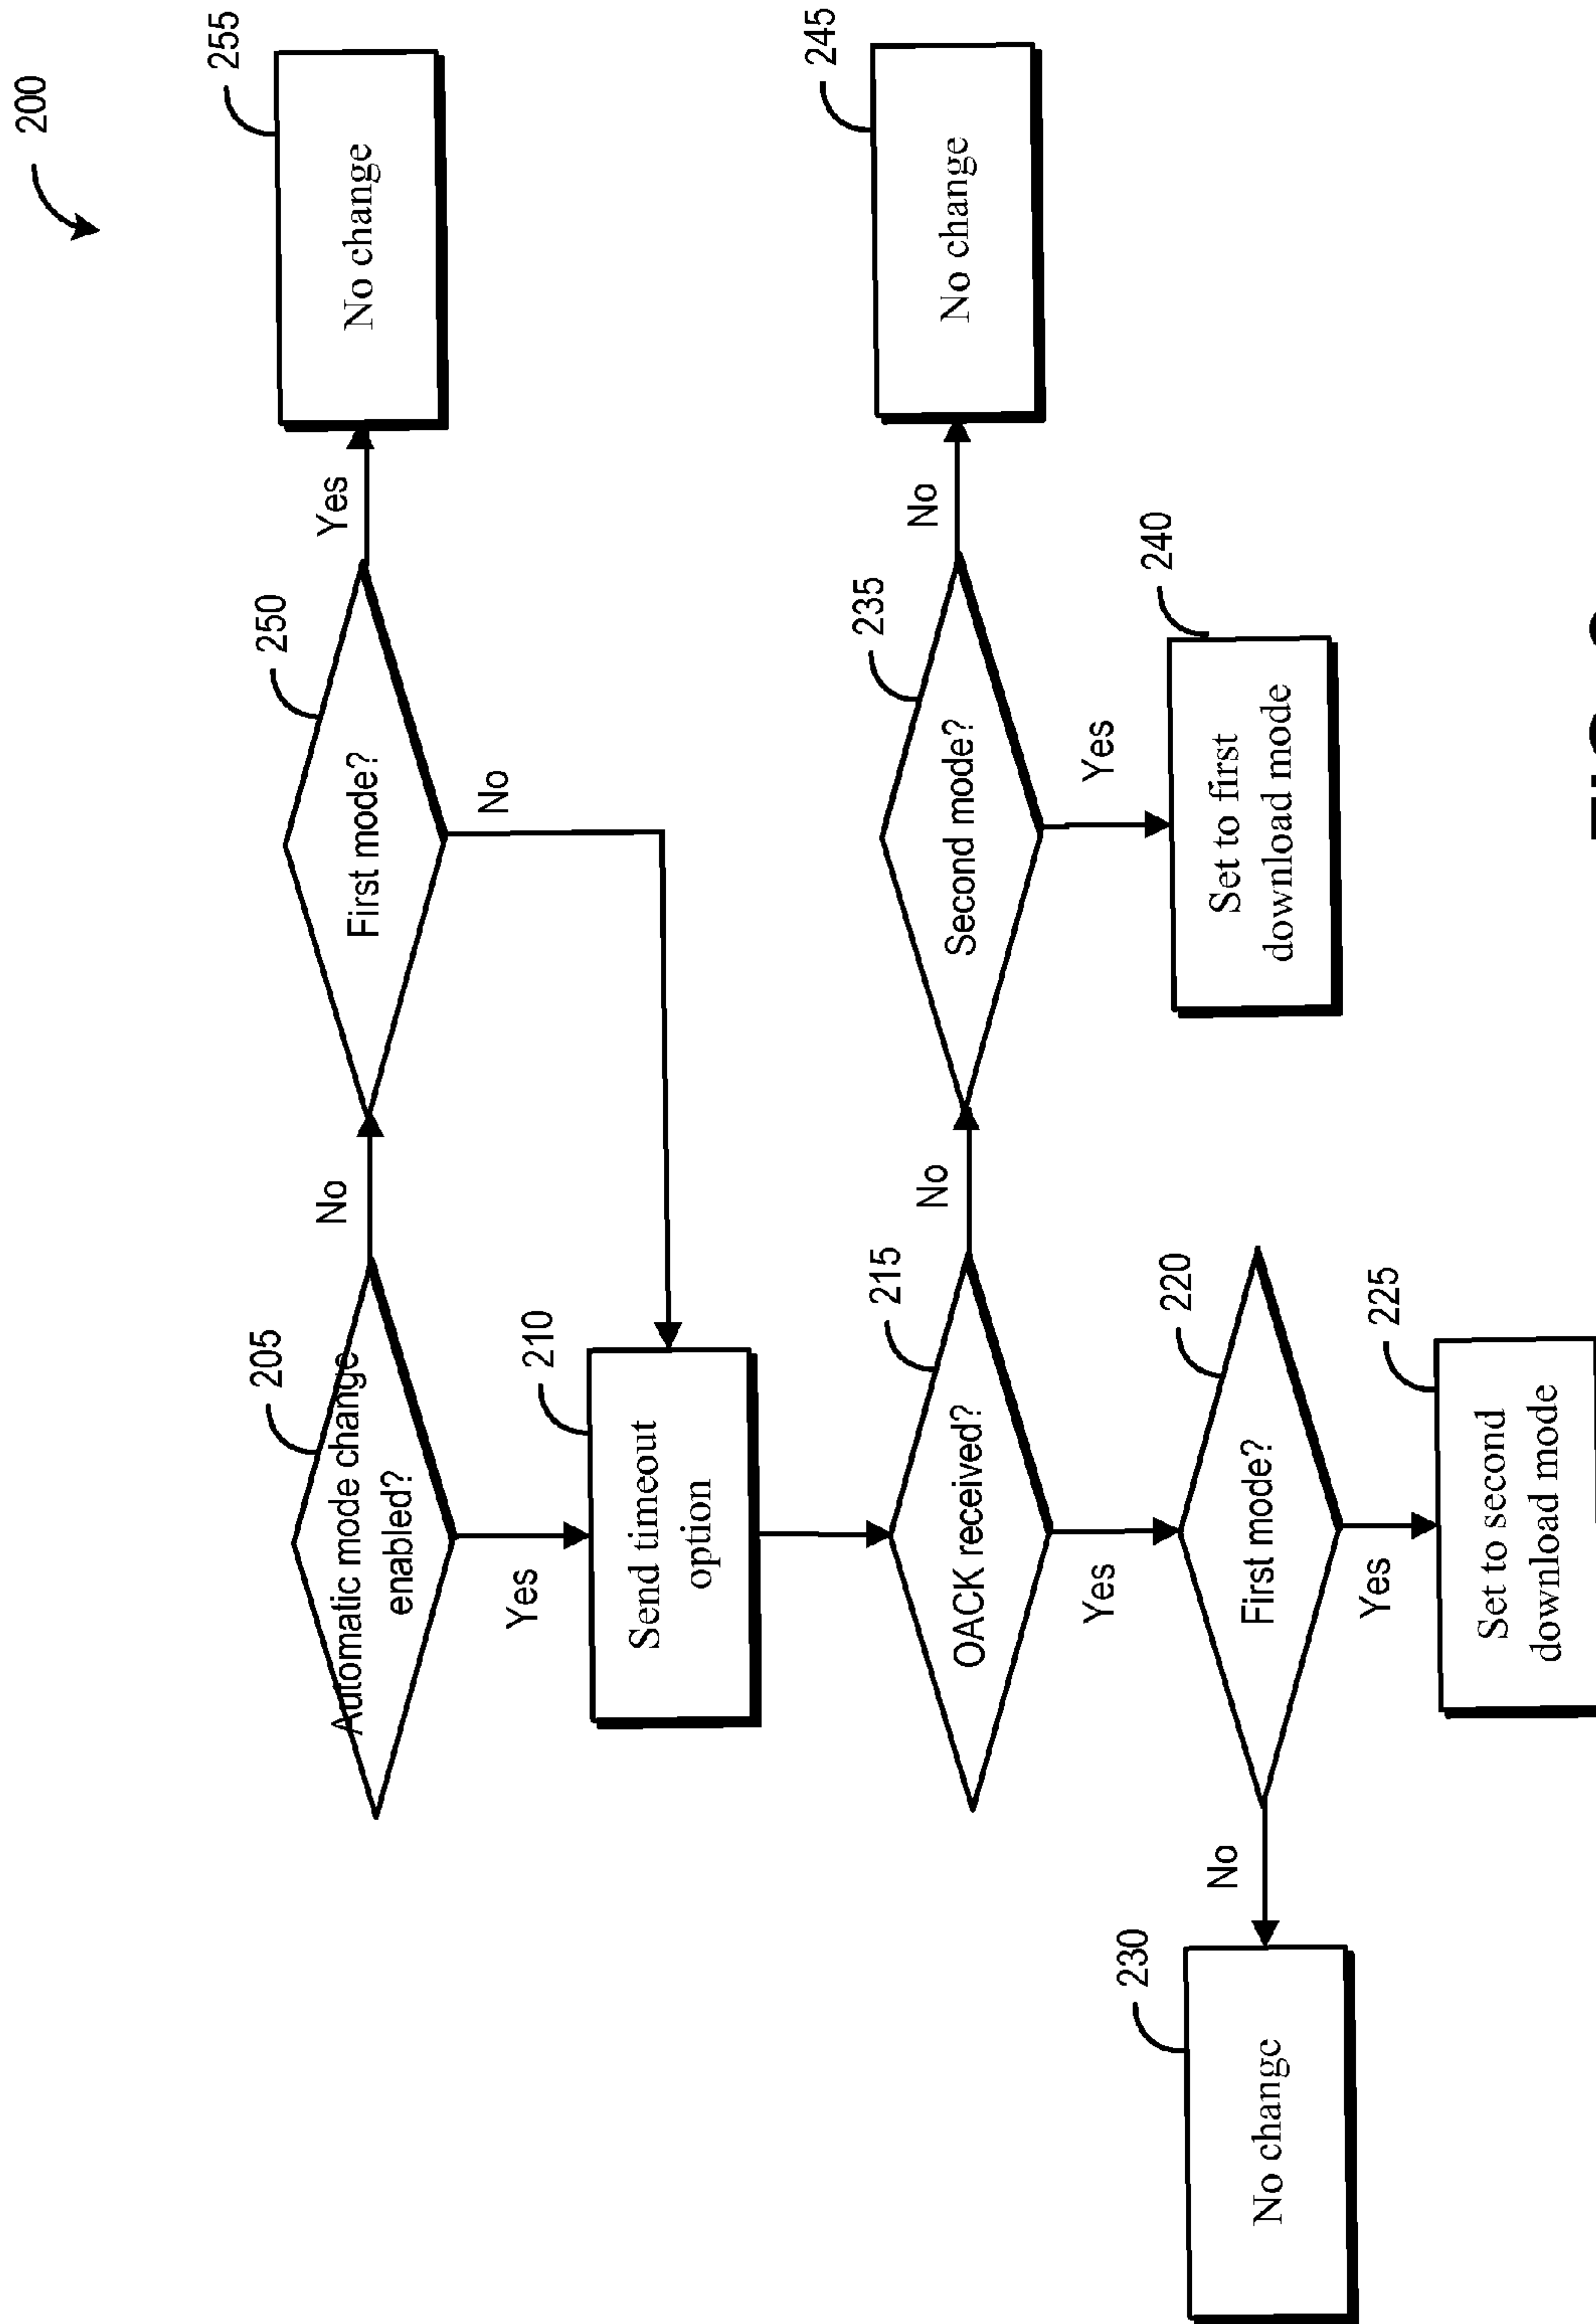 200
205
Automatic mode change
enabled?
No
250
First mode?
Yes
255
No change
Yes
No
210
Send timeout
option
215
OACK received?
No
235
Second mode?
No
245
No change
Yes
Yes
230
No change
No
220
First mode?
240
Set to first
download mode
Yes
225
Set to second
download mode